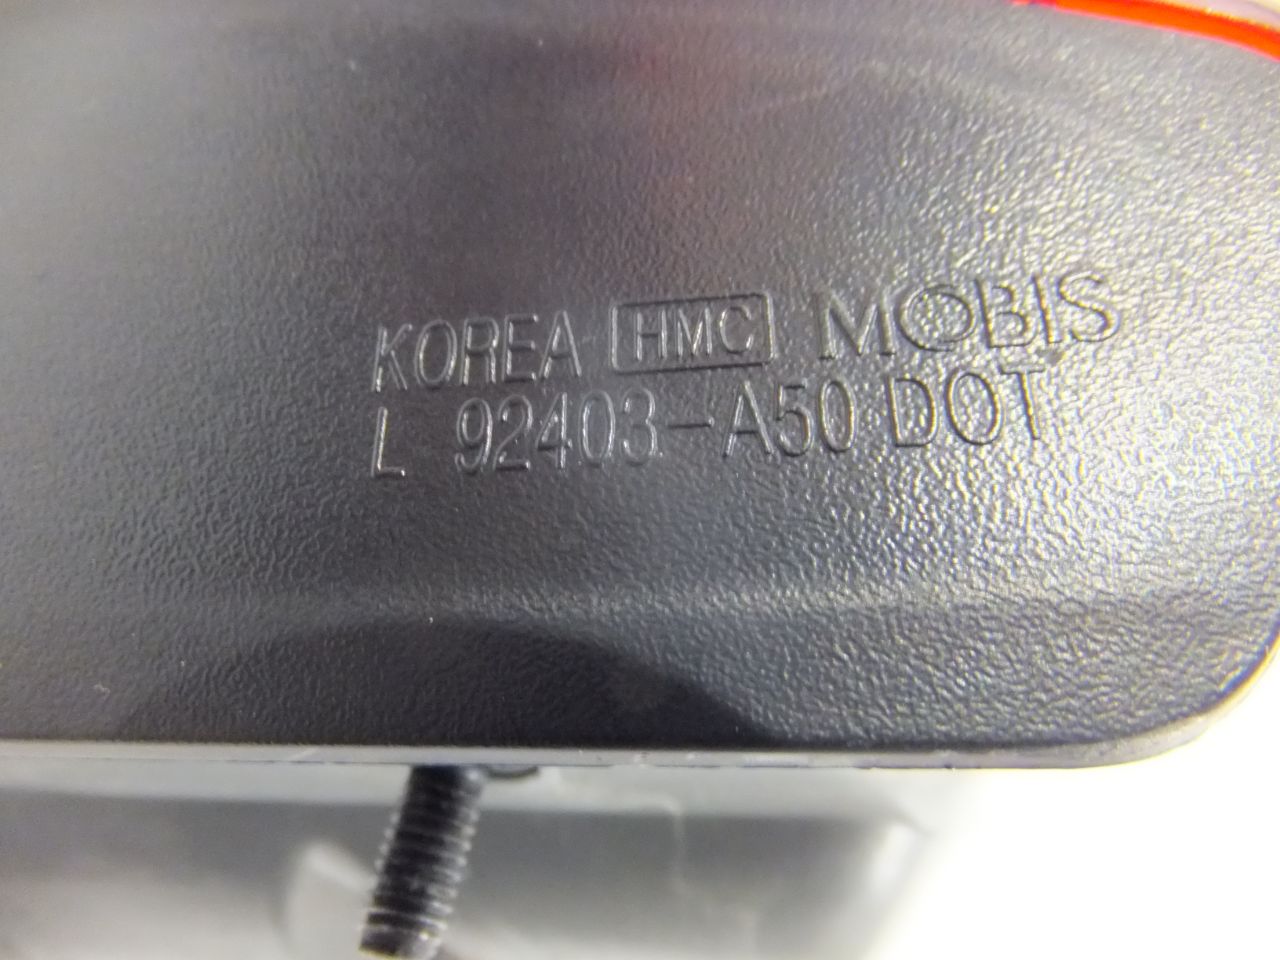 KOREA HMC MOBIS
L 92403-A50 DOT